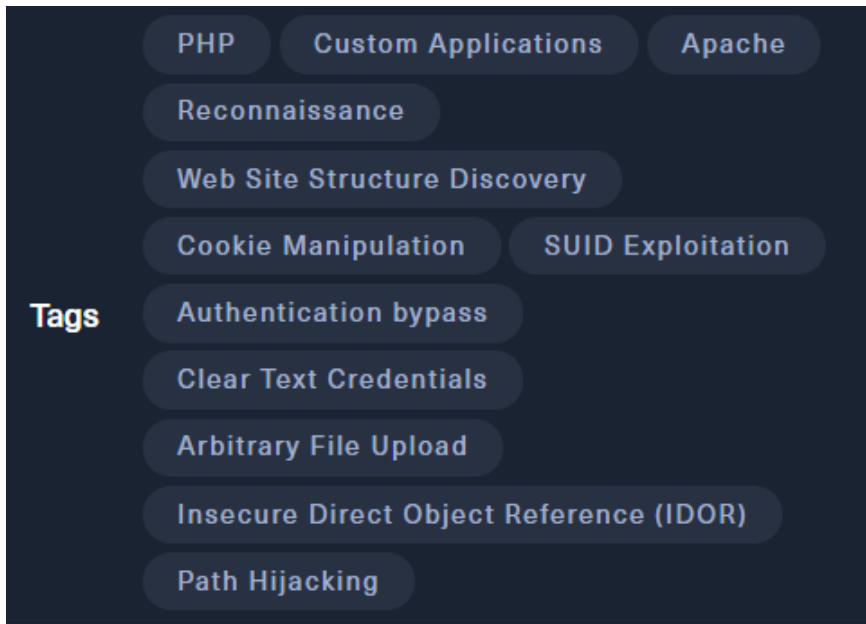 PHP Custom Applications Apache
Reconnaissance
Web Site Structure Discovery
Cookie Manipulation SUID Exploitation
Tags Authentication bypass
Clear Text Credentials
Arbitrary File Upload
Insecure Direct Object Reference (IDOR)
Path Hijacking